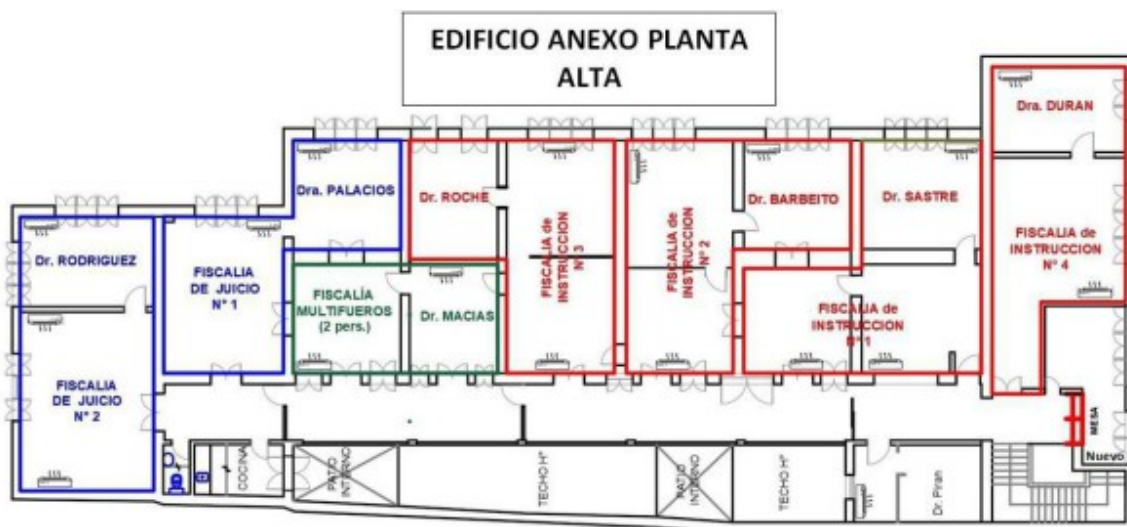 EDIFICIO ANEXO PLANTA
ALTA
Dra. DURAN
Dra. PALACIOS
Dr. ROCHE
Dr. BARBEITO
Dr. SASTRE
Dr. RODRIGUEZ
FISCALIA
DE JUICIO
N° 1
FISCALÍA
MULTIFUEROS
(2 pers.)
Dr. MACIAS
FISCALIA de
INSTRUCCION
N° 3
FISCALIA de
INSTRUCCION
N° 2
FISCALIA de
INSTRUCCION
N° 1
FISCALIA de
INSTRUCCION
N° 4
FISCALIA
DE JUICIO
N° 2
COCINA
PATIO
INTERNO
TECHO H°
PATIO
INTERNO
TECHO H°
Dr. Piran
MESA
Nuevo